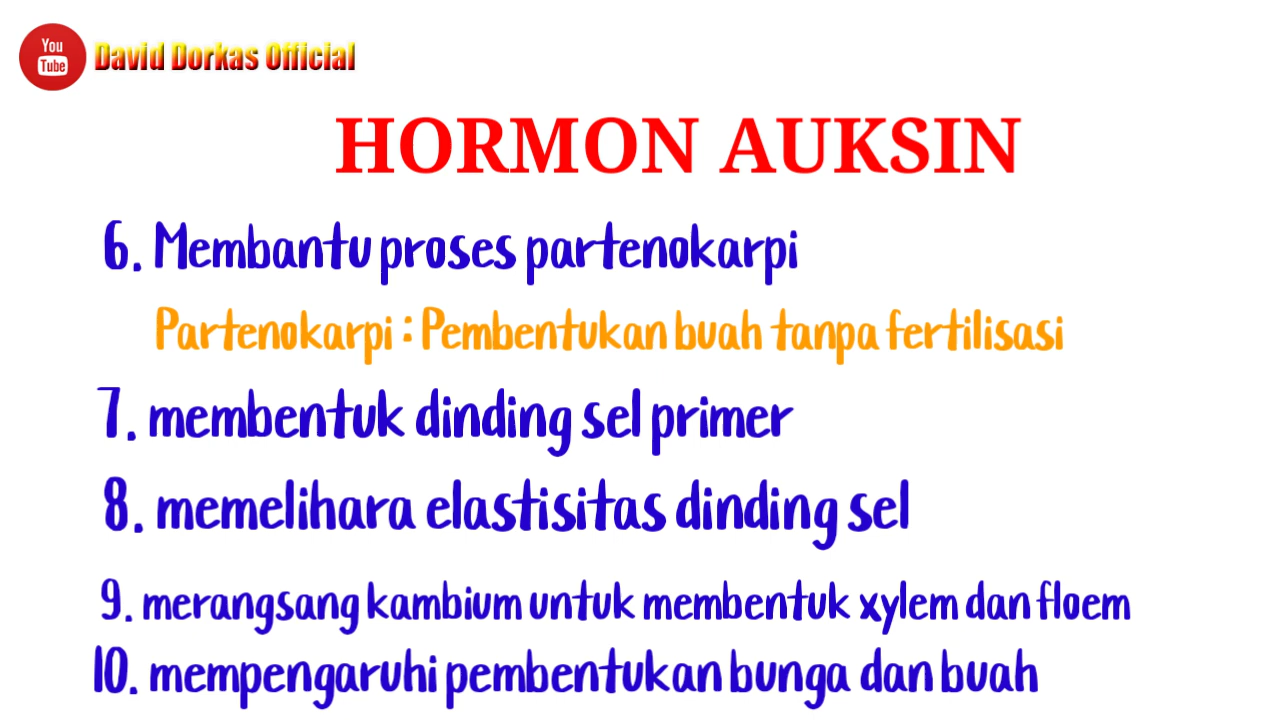 You
Tube
David Dorkas Official
HORMON AUKSIN
6. Membantu proses partenokarpi
Partenokarpi : Pembentukan buah tanpa fertilisasi
7. membentuk dinding sel primer
8. memelihara elastisitas dinding sel
9. merangsang kambium untuk membentuk xylem dan floem
10. mempengaruhi pembentukan bunga dan buah